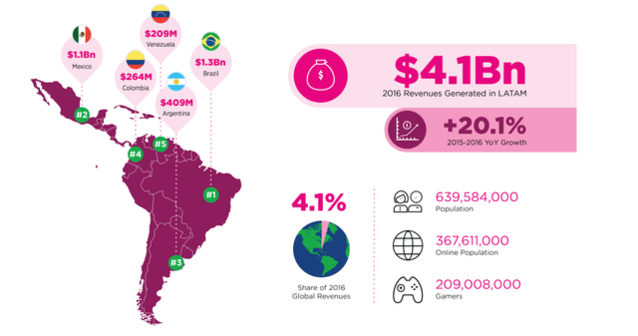 $209M
Venezuela
$1.1Bn
Mexico
$1.3Bn
Brazil
$264M
Colombia
$409M
Argentina
#2
#4
#5
#1
#3
$
$4.1Bn
2016 Revenues Generated in LATAM
+20.1%
2015-2016 YoY Growth
4.1%
Share of 2016
Global Revenues
639,584,000
Population
367,611,000
Online Population
209,008,000
Gamers